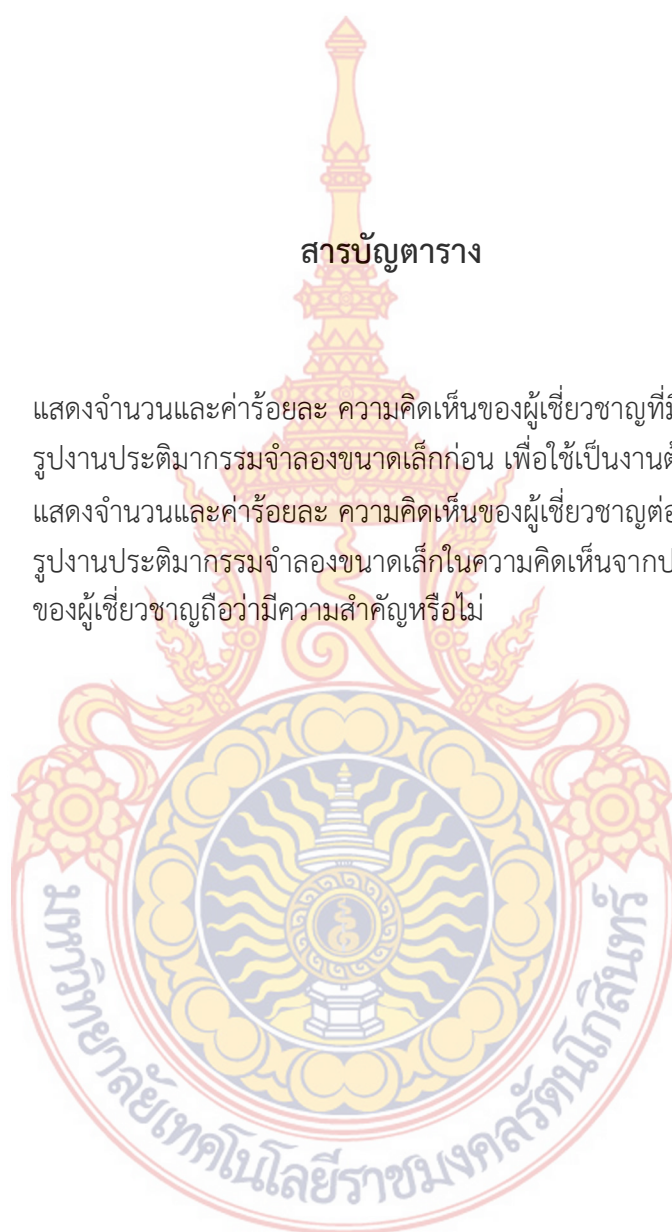 สารบัญตาราง
แสดงจำนวนและค่าร้อยละ ความคิดเห็นของผู้เชี่ยวชาญที่
รูปงานประติมากรรมจำลองขนาดเล็กก่อน เพื่อใช้เป็นงาน
แสดงจำนวนและค่าร้อยละ ความคิดเห็นของผู้เชี่ยวชาญต่อ
รูปงานประติมากรรมจำลองขนาดเล็กในความคิดเห็นจาก
ของผู้เชี่ยวชาญถือว่ามีความสำคัญหรือไม่
มหาวิทยาลัยเทคโนโลยีราชมงคลรัตนโกสินทร์